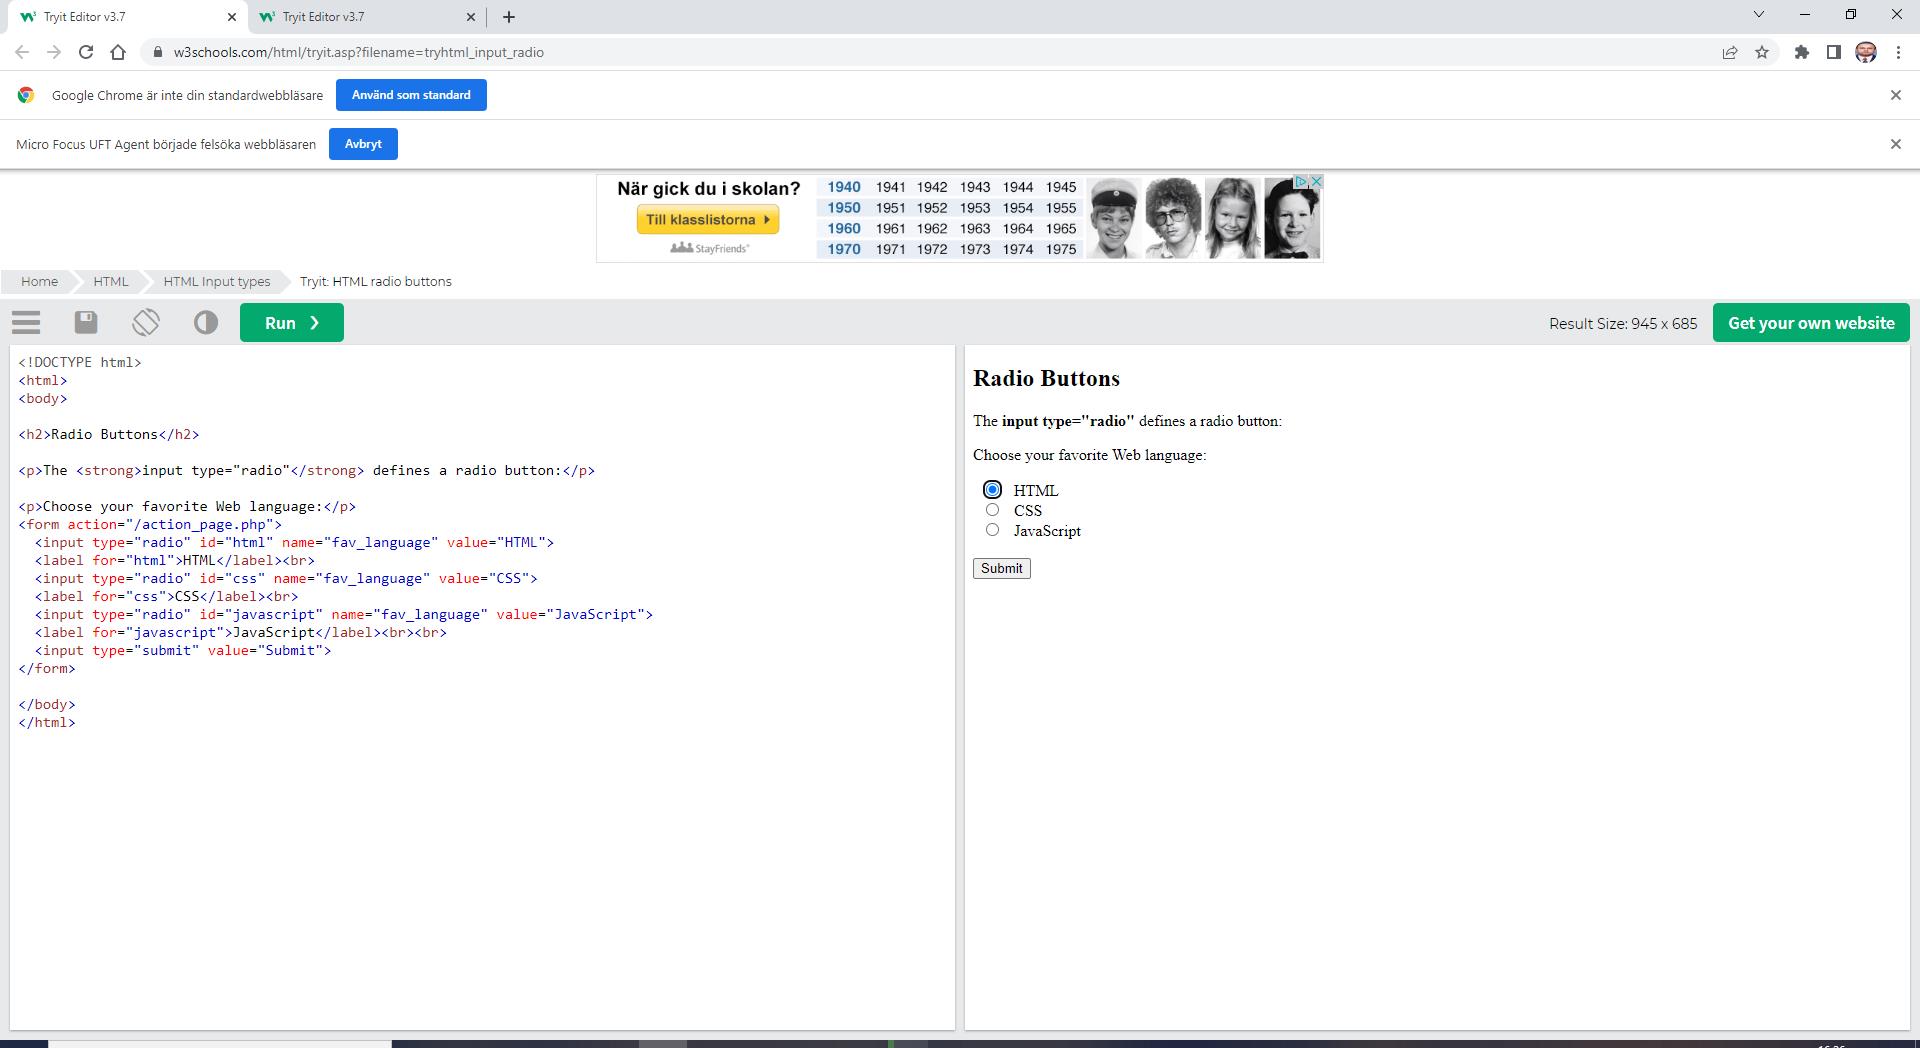 Tryit Editor v3.7
Tryit Editor v3.7
w3schools.com/html/tryit.asp?filename=tryhtml_input_radio
Google Chrome är inte din standardwebbläsare
Använd som standard
Micro Focus UFT Agent började felsöka webbläsaren
Avbryt
När gick du i skolan?
Till klasslistorna
StayFriends
1940 1941 1942 1943 1944 1945
1950 1951 1952 1953 1954 1955
1960 1961 1962 1963 1964 1965
1970 1971 1972 1973 1974 1975
Home HTML HTML Input types Tryit: HTML radio buttons
Run ❯
Result Size: 945 x 685
Get your own website
<!DOCTYPE html>
<html>
<body>
<h2>Radio Buttons</h2>
<p>The <strong>input type="radio"</strong> defines a radio button:</p>
<p>Choose your favorite Web language:</p>
<form action="/action_page.php">
<input type="radio" id="html" name="fav_language" value="HTML">
<label for="html">HTML</label><br>
<input type="radio" id="css" name="fav_language" value="CSS">
<label for="css">CSS</label><br>
<input type="radio" id="javascript" name="fav_language" value="JavaScript">
<label for="javascript">JavaScript</label><br><br>
<input type="submit" value="Submit">
</form>
</body>
</html>
Radio Buttons
The input type="radio" defines a radio button:
Choose your favorite Web language:
HTML
CSS
JavaScript
Submit